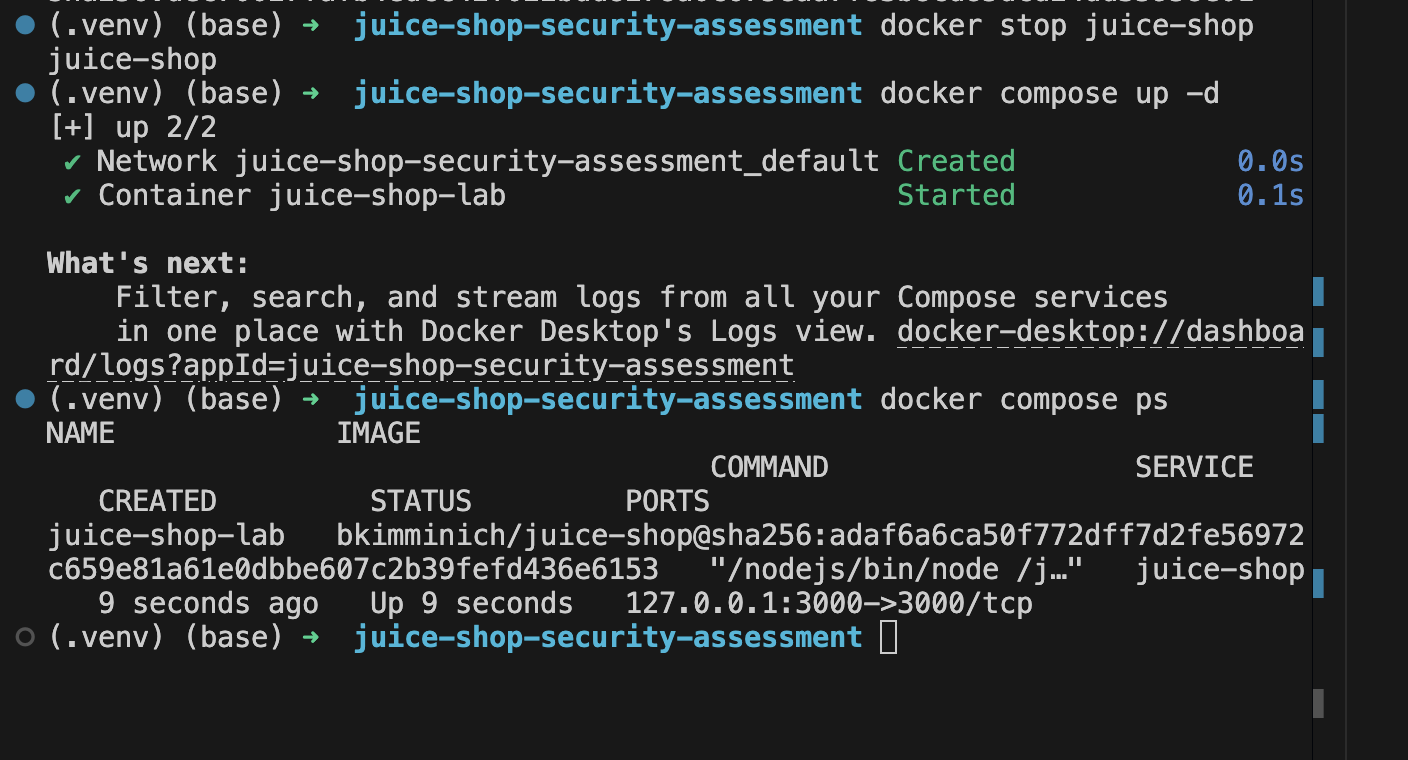 (.venv) (base) ➜ juice-shop-security-assessment docker stop juice-shop
juice-shop
(.venv) (base) ➜ juice-shop-security-assessment docker compose up -d
[+] up 2/2
✔ Network juice-shop-security-assessment_default Created 0.0s
✔ Container juice-shop-lab Started 0.1s
What's next:
Filter, search, and stream logs from all your Compose services
in one place with Docker Desktop's Logs view. docker-desktop://dashboa
rd/logs?appId=juice-shop-security-assessment
(.venv) (base) ➜ juice-shop-security-assessment docker compose ps
NAME IMAGE
COMMAND SERVICE
CREATED STATUS PORTS
juice-shop-lab bkimminich/juice-shop@sha256:adaf6a6ca50f772dff7d2fe56972
c659e81a61e0dbbe607c2b39fefd436e6153 "/nodejs/bin/node /j…" juice-shop
9 seconds ago Up 9 seconds 127.0.0.1:3000->3000/tcp
(.venv) (base) ➜ juice-shop-security-assessment